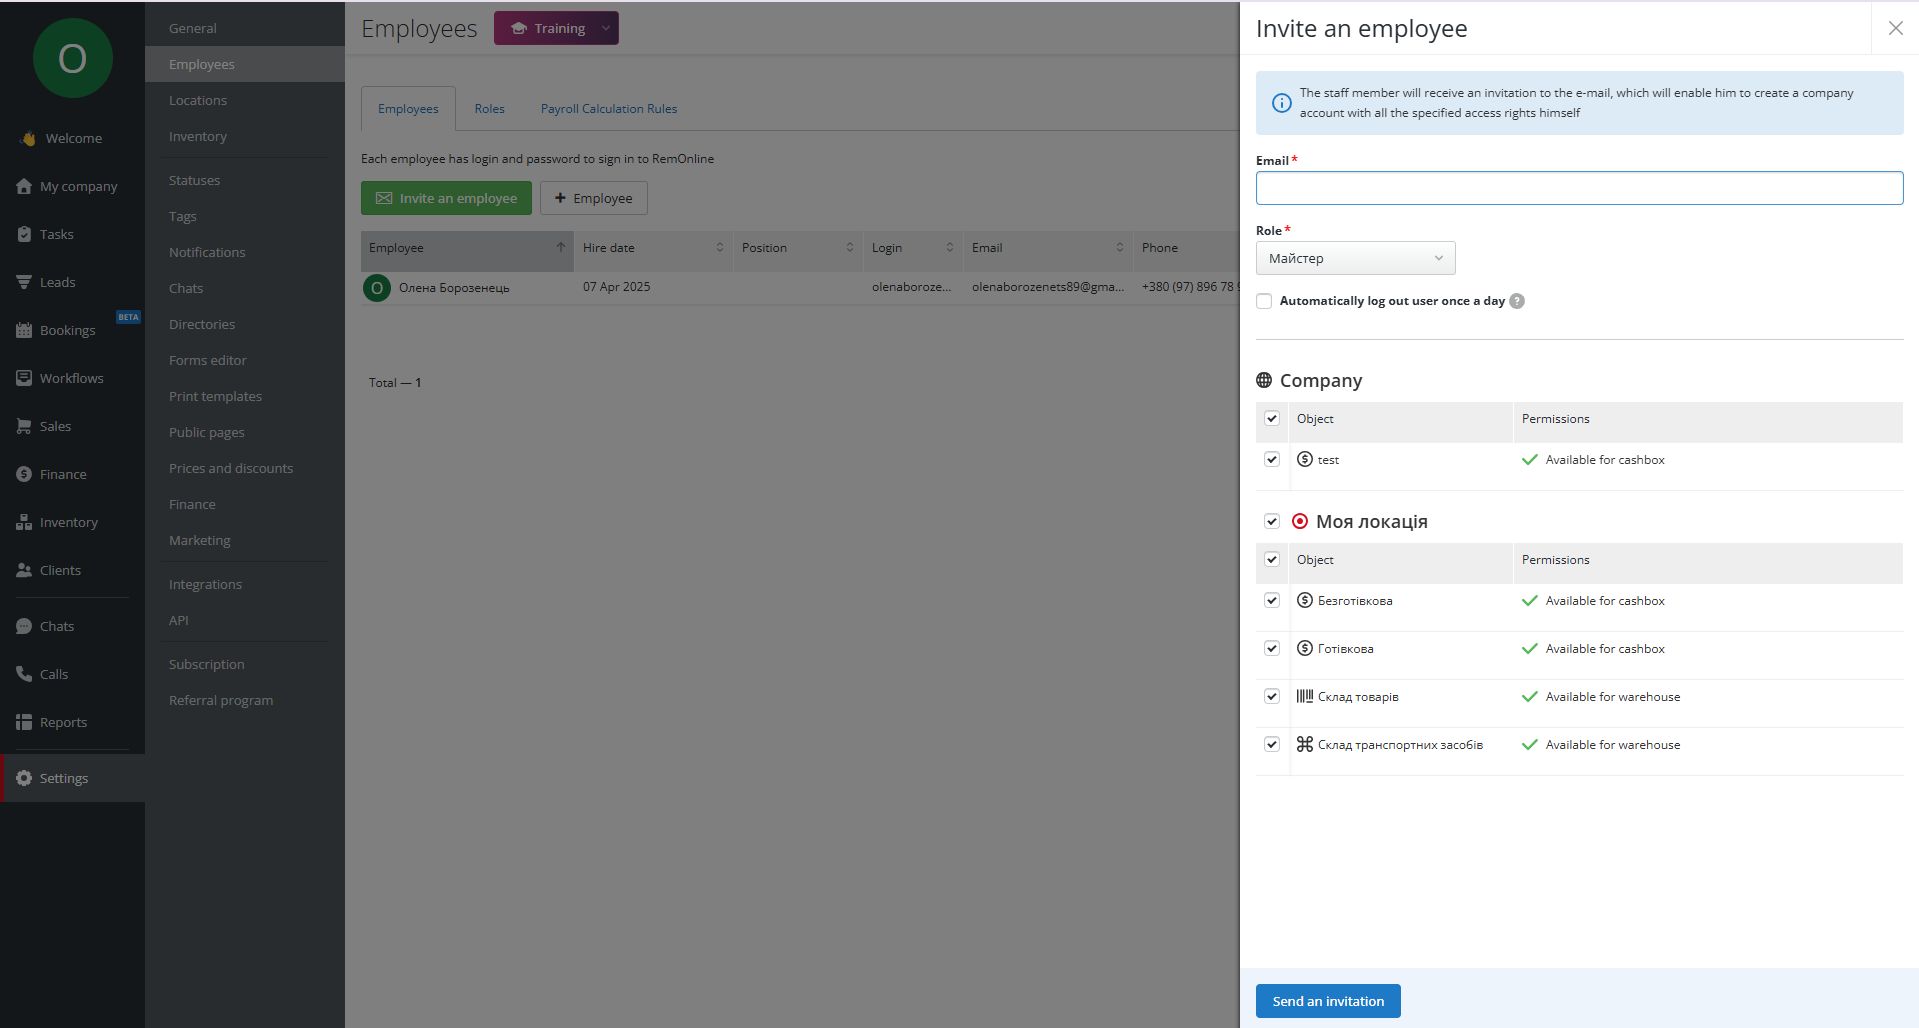 O
Welcome
My company
Tasks
Leads
BETA
Bookings
Workflows
Sales
Finance
Inventory
Clients
Chats
Calls
Reports
Settings
General
Employees
Locations
Inventory
Statuses
Tags
Notifications
Chats
Directories
Forms editor
Print templates
Public pages
Prices and discounts
Finance
Marketing
Integrations
API
Subscription
Referral program
Employees
Training
Employees Roles Payroll Calculation Rules
Each employee has login and password to sign in to RemOnline
Invite an employee + Employee
Employee Hire date Position Login Email Phone
O Олена Борозенець 07 Apr 2025 olenaboroze... olenaborozenets89@gma... +380 (97) 896 78
Total — 1
Invite an employee
The staff member will receive an invitation to the e-mail, which will enable him to create a company
account with all the specified access rights himself
Email *
Role *
Майстер
Automatically log out user once a day ?
Company
Object Permissions
test Available for cashbox
Моя локація
Object Permissions
Безготівкова Available for cashbox
Готівкова Available for cashbox
Склад товарів Available for warehouse
Склад транспортних засобів Available for warehouse
Send an invitation